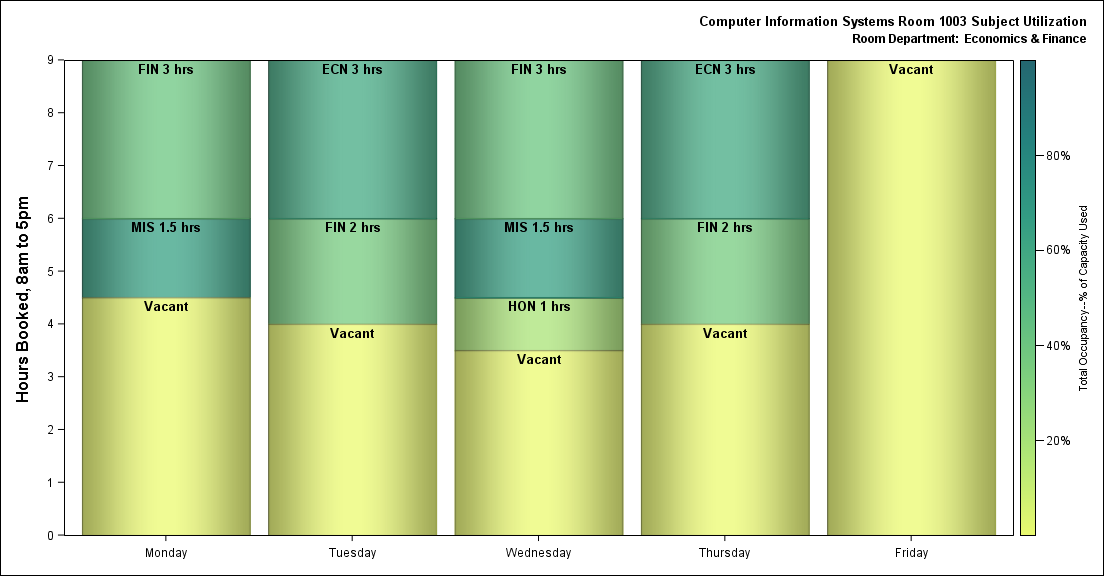 Computer Information Systems Room 1003 Subject Utilization
Room Department: Economics & Finance
Hours Booked, 8am to 5pm
9
8
7
6
5
4
3
2
1
0
FIN 3 hrs
MIS 1.5 hrs
Vacant
ECN 3 hrs
FIN 2 hrs
Vacant
FIN 3 hrs
MIS 1.5 hrs
HON 1 hrs
Vacant
ECN 3 hrs
FIN 2 hrs
Vacant
Vacant
Monday
Tuesday
Wednesday
Thursday
Friday
80%
60%
40%
20%
Total Occupancy--% of Capacity Used